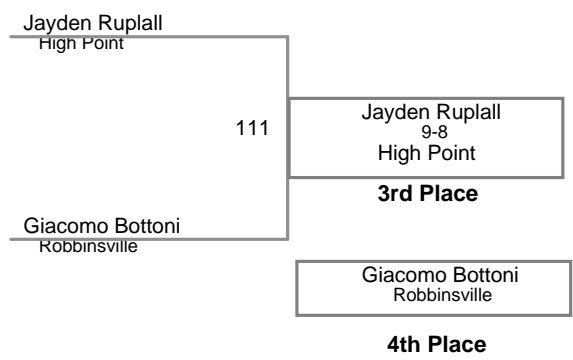 Jayden Ruplall
High Point
111
Jayden Ruplall
9-8
High Point
3rd Place
Giacomo Bottoni
Robbinsville
Giacomo Bottoni
Robbinsville
4th Place